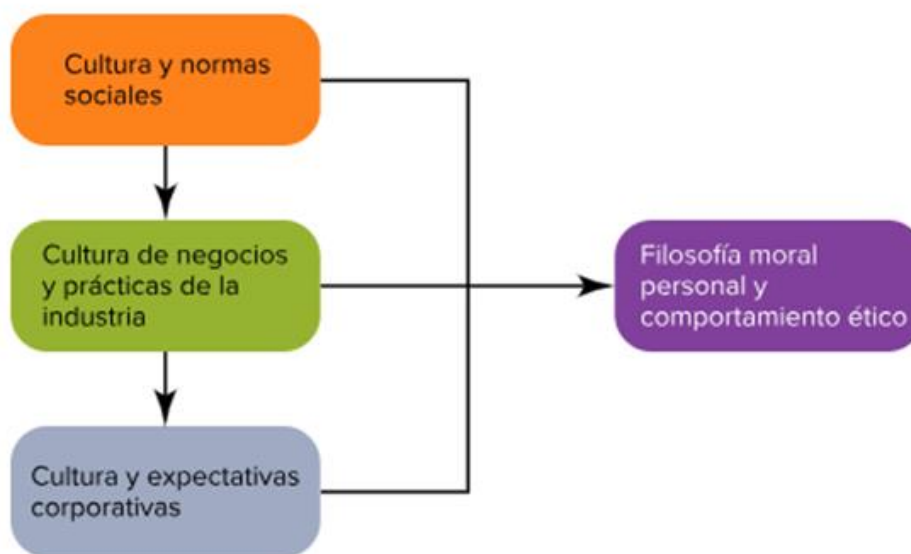 Cultura y normas
sociales
Cultura de negocios
y prácticas de la
industria
Filosofía moral
personal y
comportamiento ético
Cultura y expectativas
corporativas